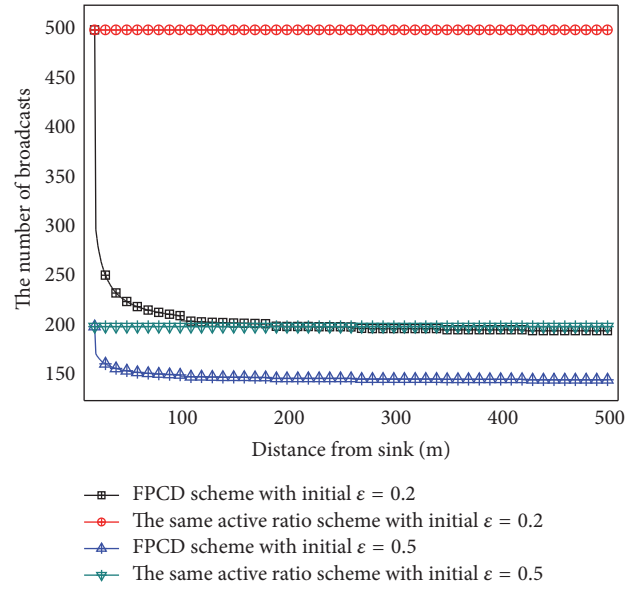 The number of broadcasts
500
450
400
350
300
250
200
150
100
200
300
400
500
Distance from sink (m)
FPCD scheme with initial ε = 0.2
The same active ratio scheme with initial ε = 0.2
FPCD scheme with initial ε = 0.5
The same active ratio scheme with initial ε = 0.5